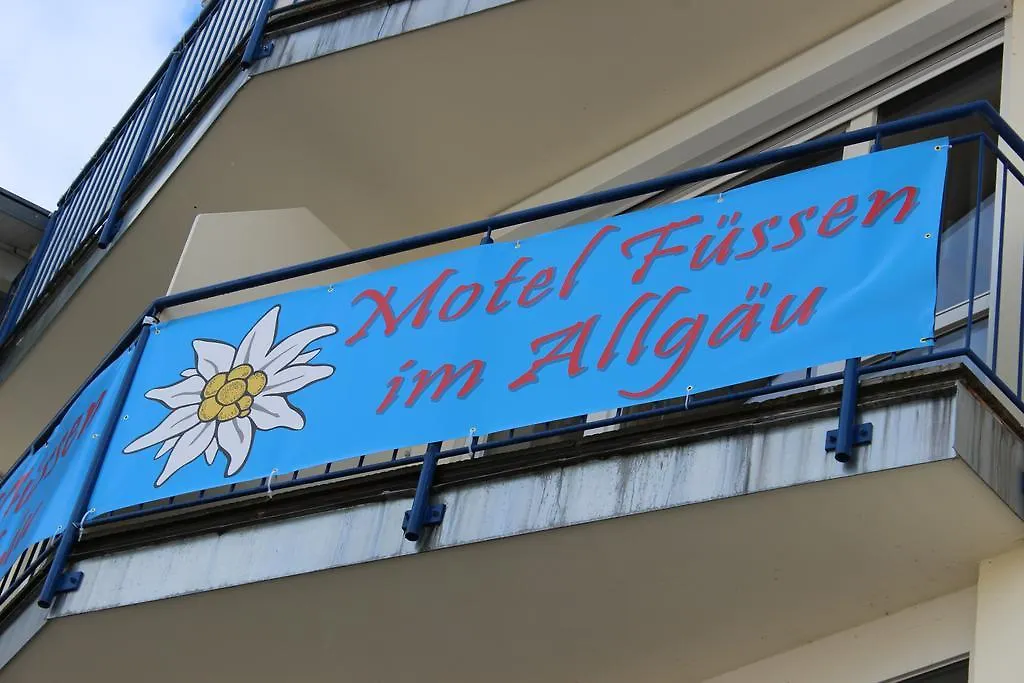 Motel Füssen
im Allgäu